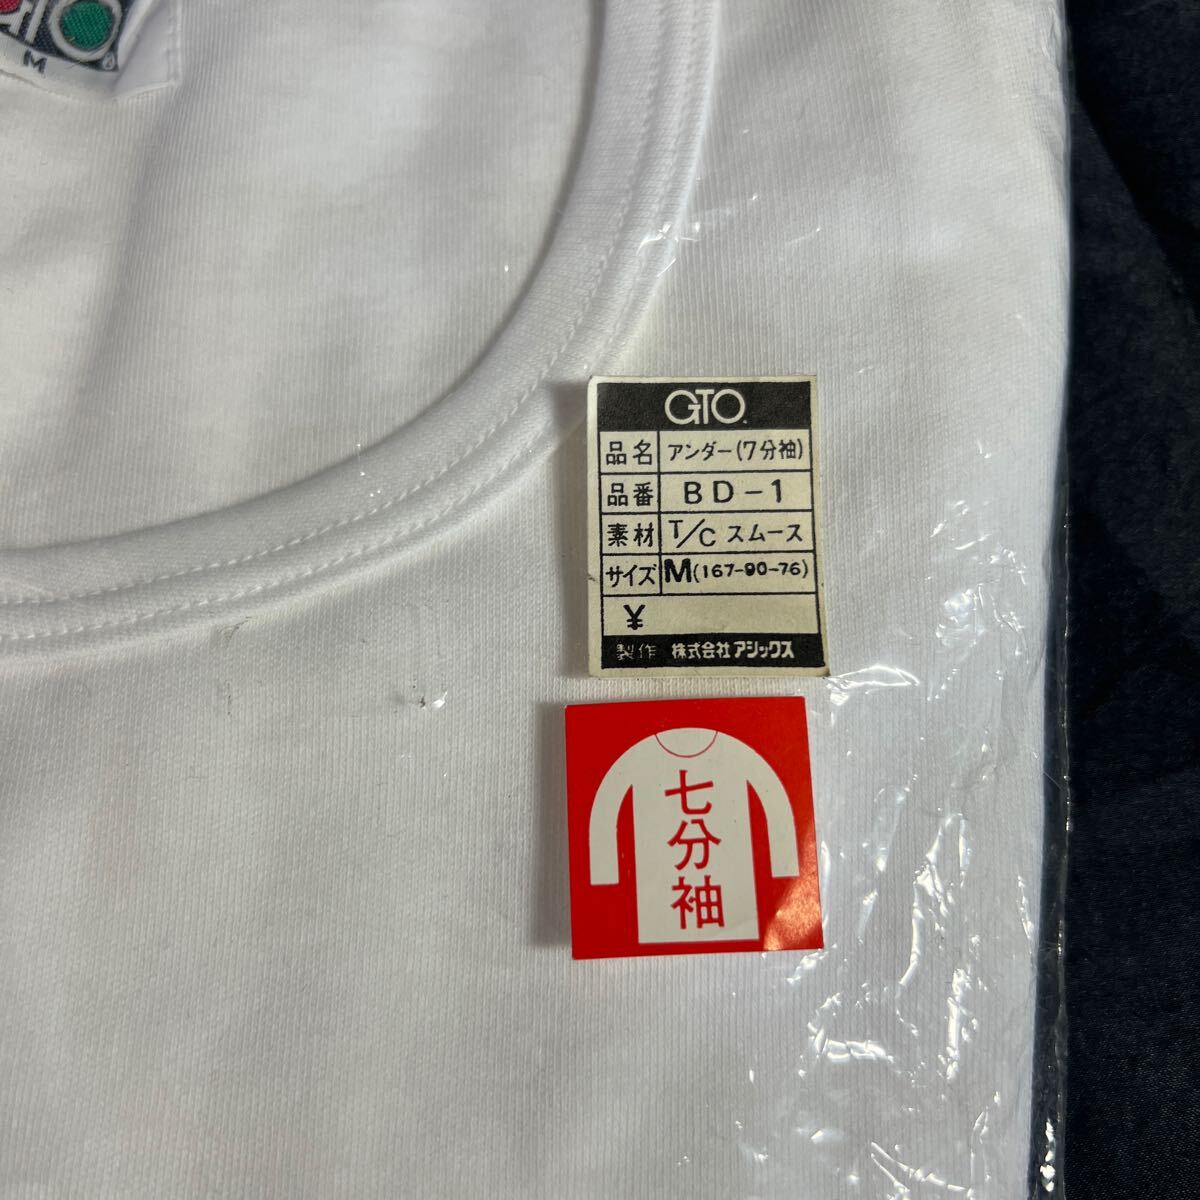 GTO
M
GTO.
品名 アンダー(7分袖)
品番 BD-1
素材 T/C スムース
サイズ M(167-90-76)
¥
製作 株式会社アシックス
七分袖